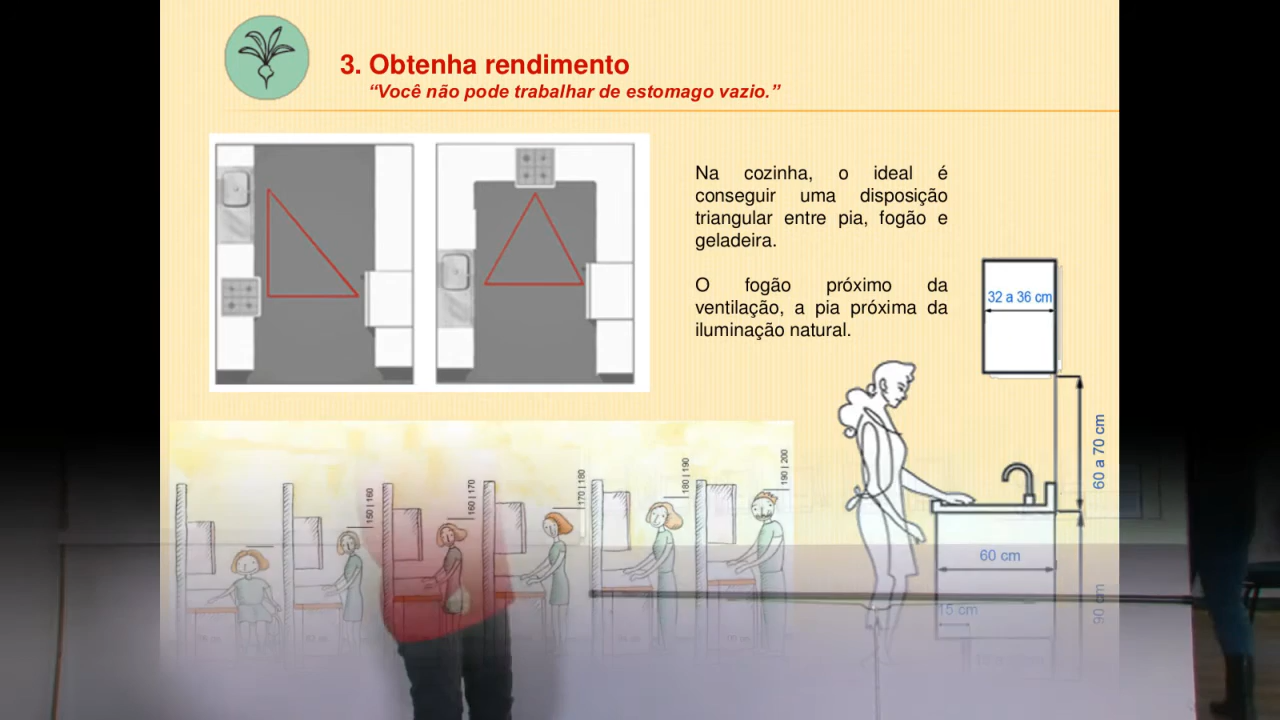 3. Obtenha rendimento
“Você não pode trabalhar de estomago vazio.”
Na cozinha, o ideal é
conseguir uma disposição
triangular entre pia, fogão e
geladeira.
O fogão próximo da
ventilação, a pia próxima da
iluminação natural.
32 a 36 cm
60 a 70 cm
150 | 160
160 | 170
170 | 180
180 | 190
190 | 200
60 cm
15 cm
90 cm